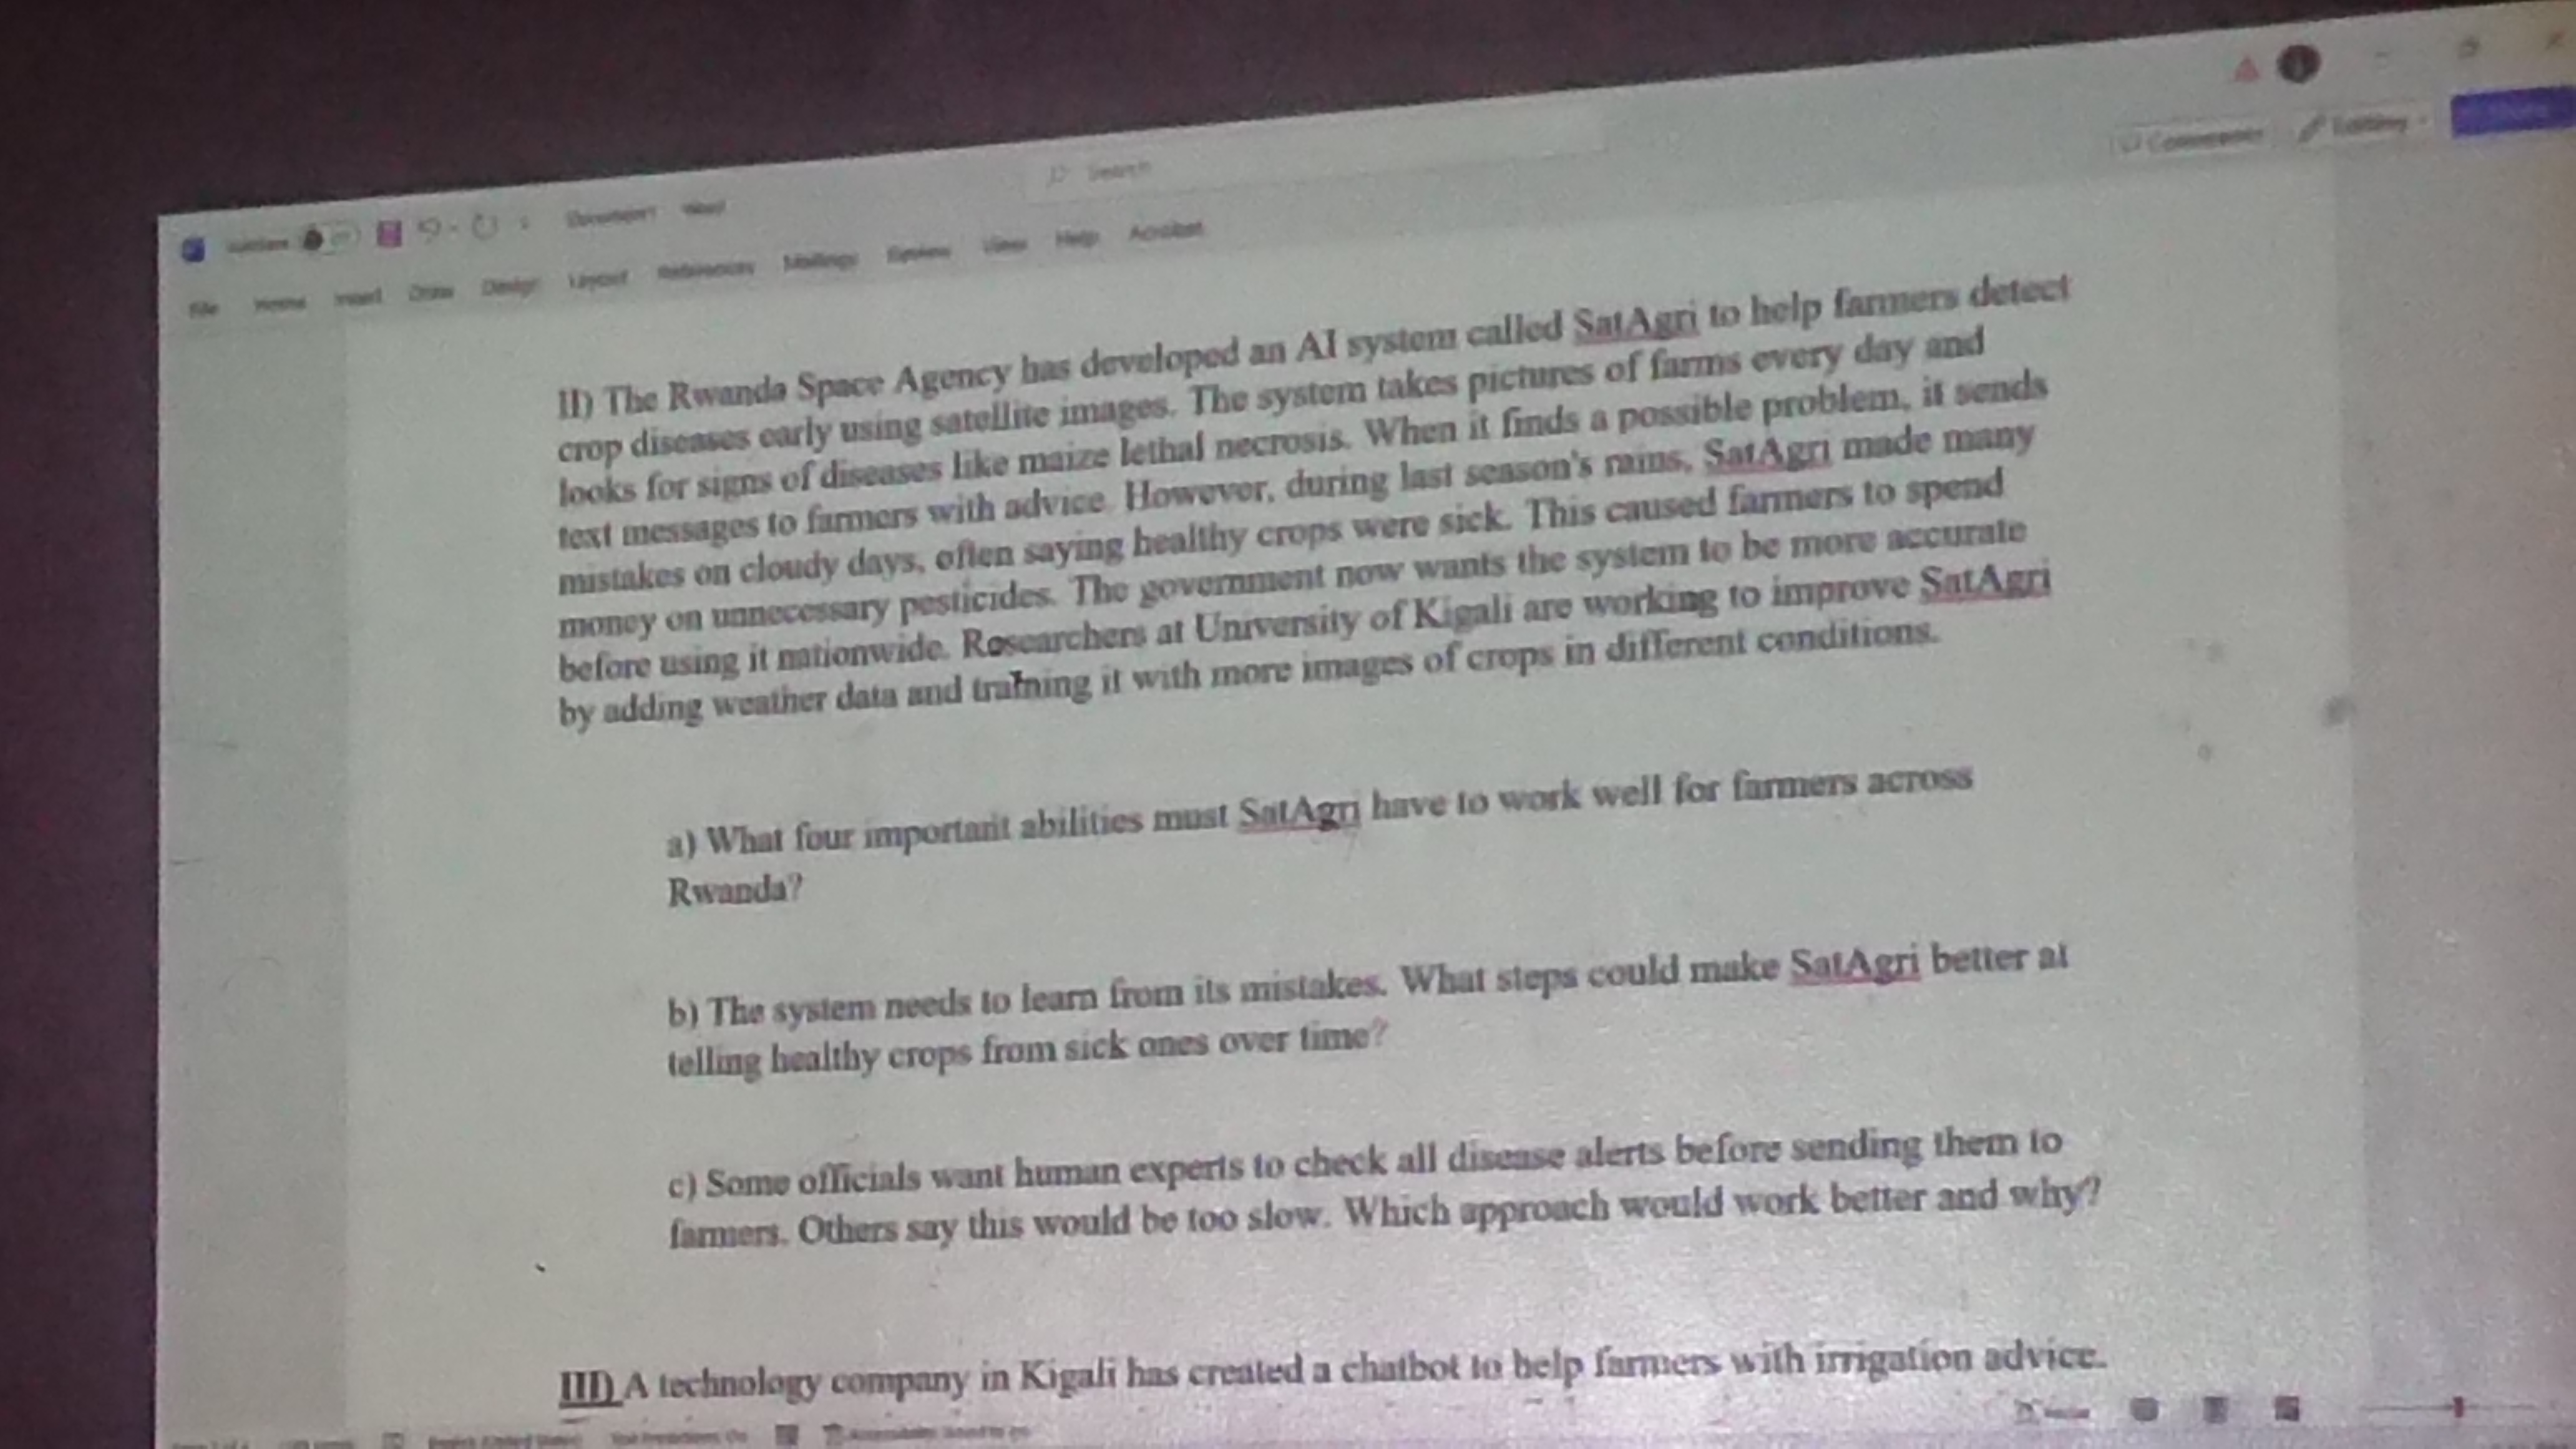 Search
Comments Editing
Document1 Word
File Home Insert Draw Design Layout References Mailings Review View Help Acrobat
II) The Rwanda Space Agency has developed an AI system called SatAgri to help farmers detect
crop diseases early using satellite images. The system takes pictures of farms every day and
looks for signs of diseases like maize lethal necrosis. When it finds a possible problem, it sends
text messages to farmers with advice. However, during last season's rains, SatAgri made many
mistakes on cloudy days, often saying healthy crops were sick. This caused farmers to spend
money on unnecessary pesticides. The government now wants the system to be more accurate
before using it nationwide. Researchers at University of Kigali are working to improve SatAgri
by adding weather data and training it with more images of crops in different conditions.
a) What four important abilities must SatAgri have to work well for farmers across
Rwanda?
b) The system needs to learn from its mistakes. What steps could make SatAgri better at
telling healthy crops from sick ones over time?
c) Some officials want human experts to check all disease alerts before sending them to
farmers. Others say this would be too slow. Which approach would work better and why?
III) A technology company in Kigali has created a chatbot to help farmers with irrigation advice.